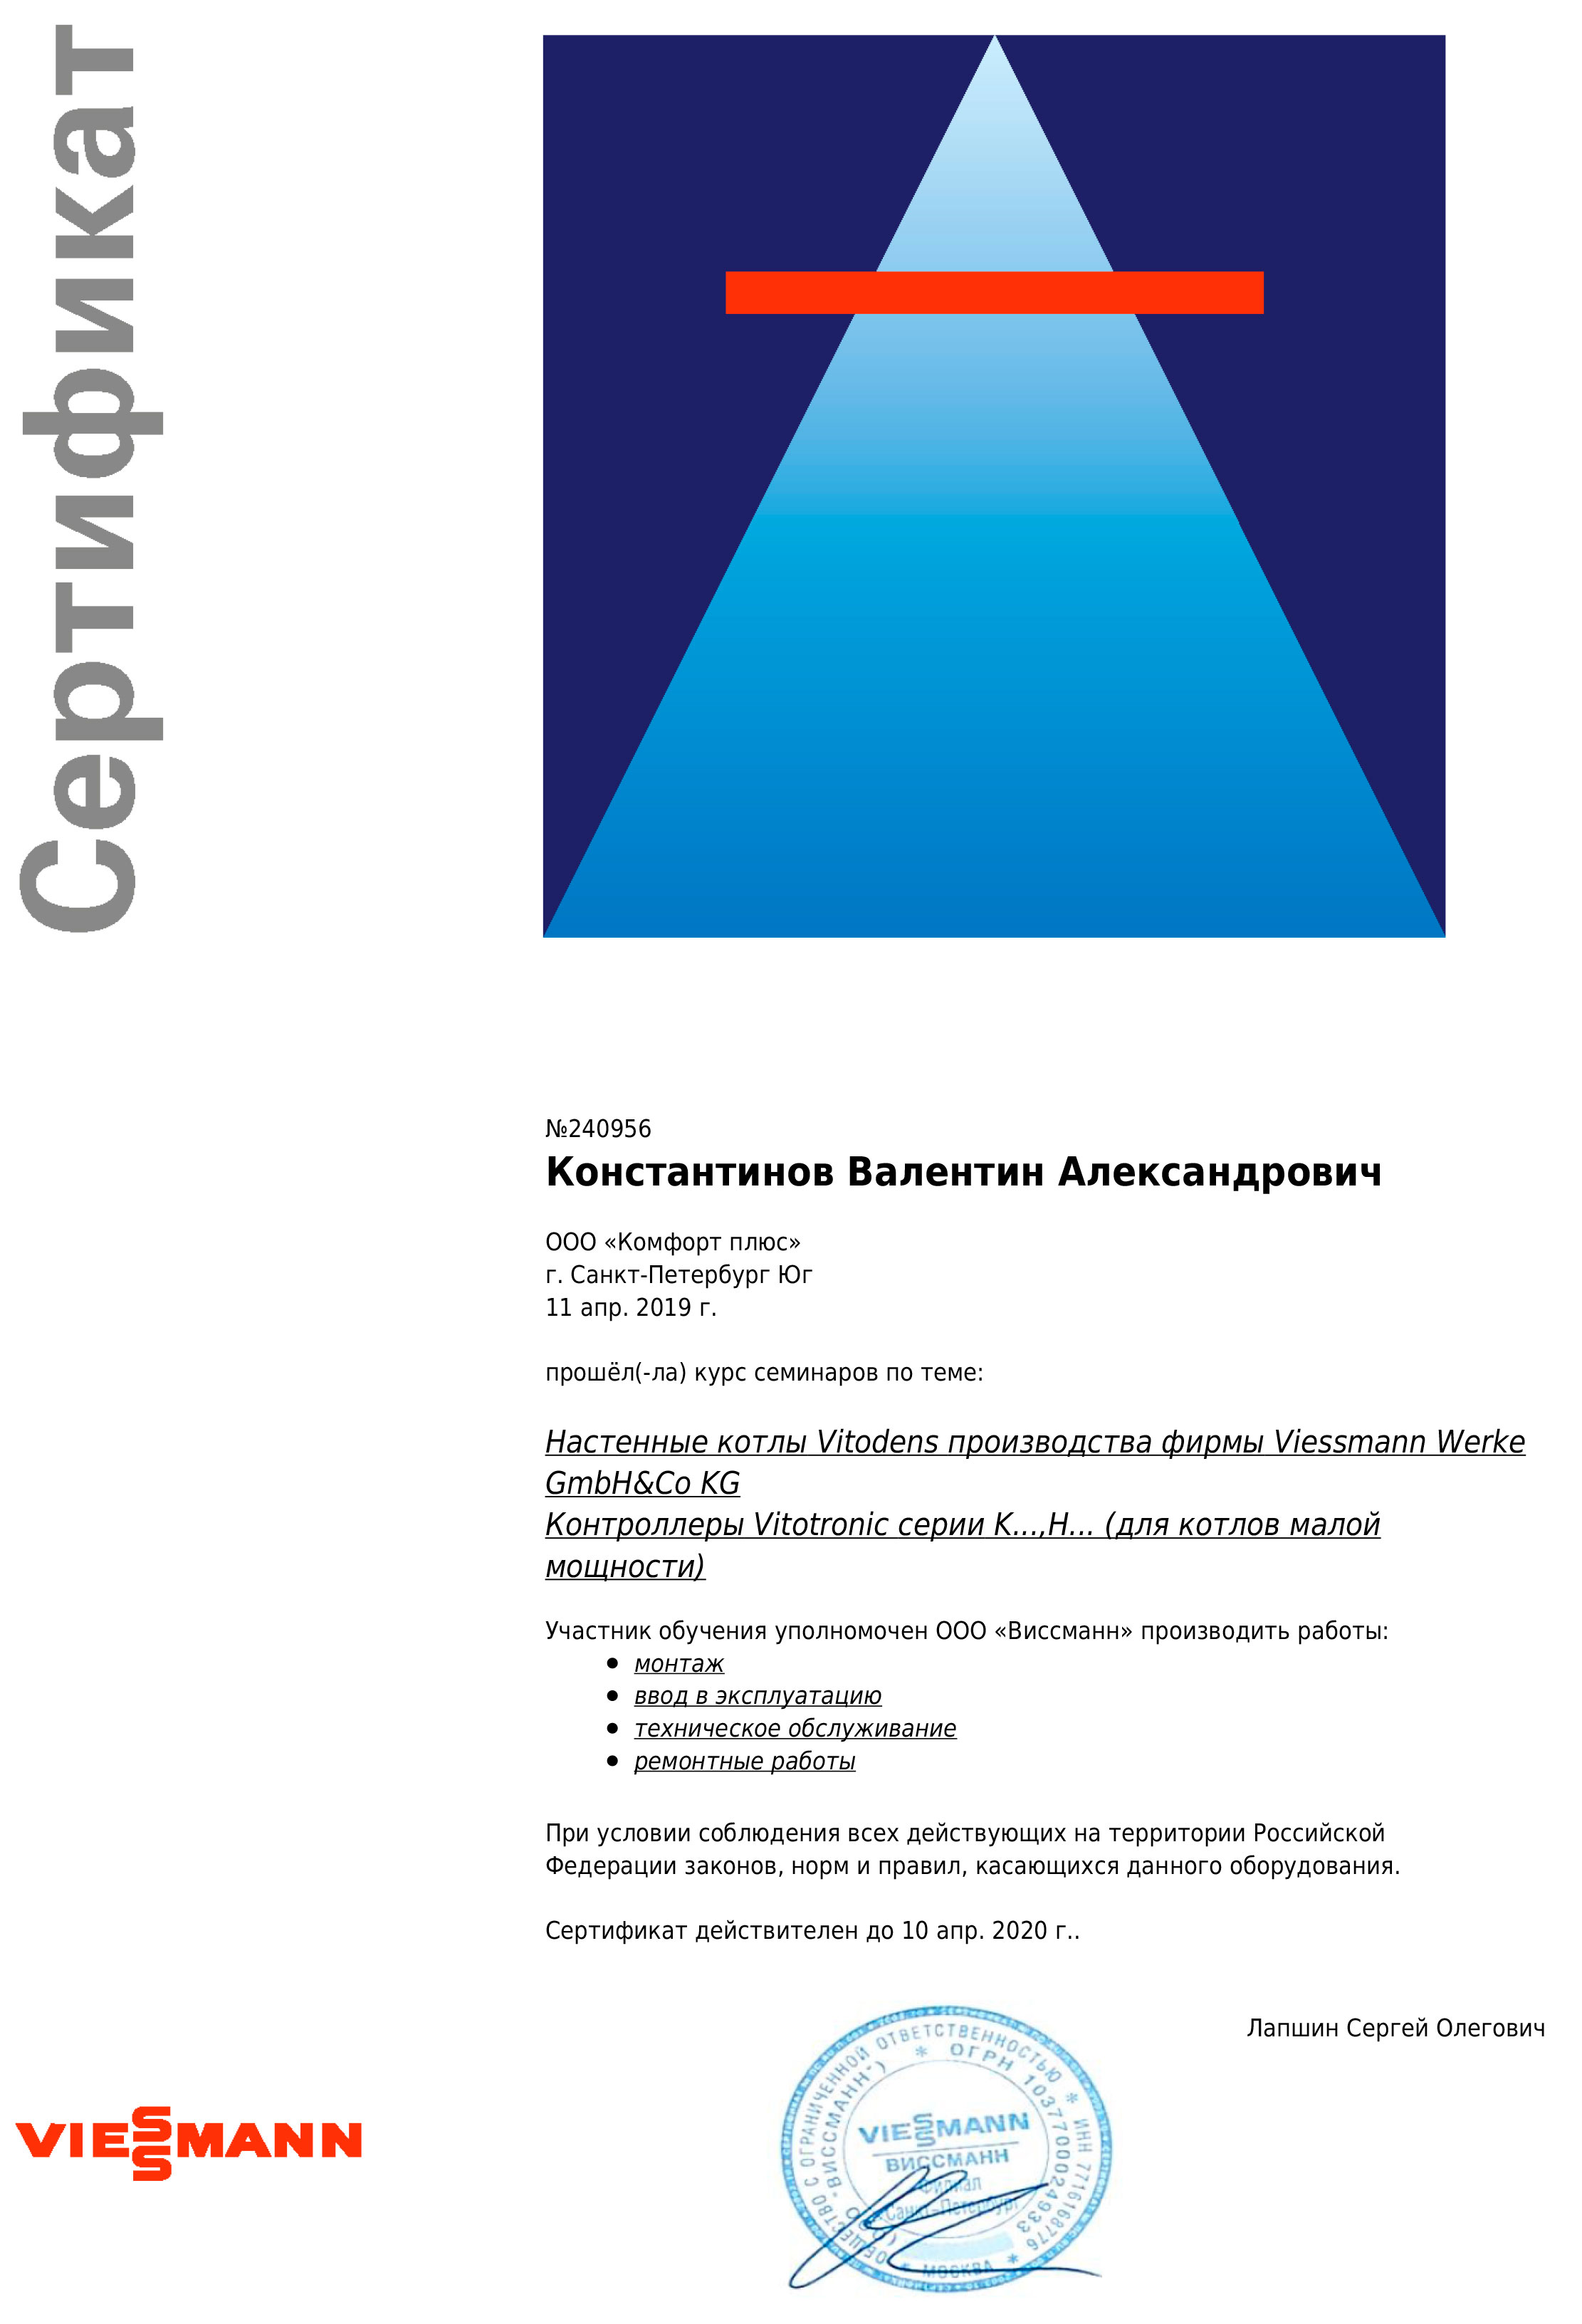 Сертификат
№240956
Константинов Валентин Александрович
ООО «Комфорт плюс»
г. Санкт-Петербург Юг
11 апр. 2019 г.
прошёл(-ла) курс семинаров по теме:
Настенные котлы Vitodens производства фирмы Viessmann Werke
GmbH&Co KG
Контроллеры Vitotronic серии K...,H... (для котлов малой
мощности)
Участник обучения уполномочен ООО «Виссманн» производить работы:
• монтаж
• ввод в эксплуатацию
• техническое обслуживание
• ремонтные работы
При условии соблюдения всех действующих на территории Российской
Федерации законов, норм и правил, касающихся данного оборудования.
Сертификат действителен до 10 апр. 2020 г..
Лапшин Сергей Олегович
VIESSMANN
ОБЩЕСТВО С ОГРАНИЧЕННОЙ ОТВЕТСТВЕННОСТЬЮ * ИНН 7716168776 * МОСКВА *
(ООО "ВИССМАНН") * ОГРН 1037700024933
VIESSMANN
ВИССМАНН
Филиал
Санкт-Петербург